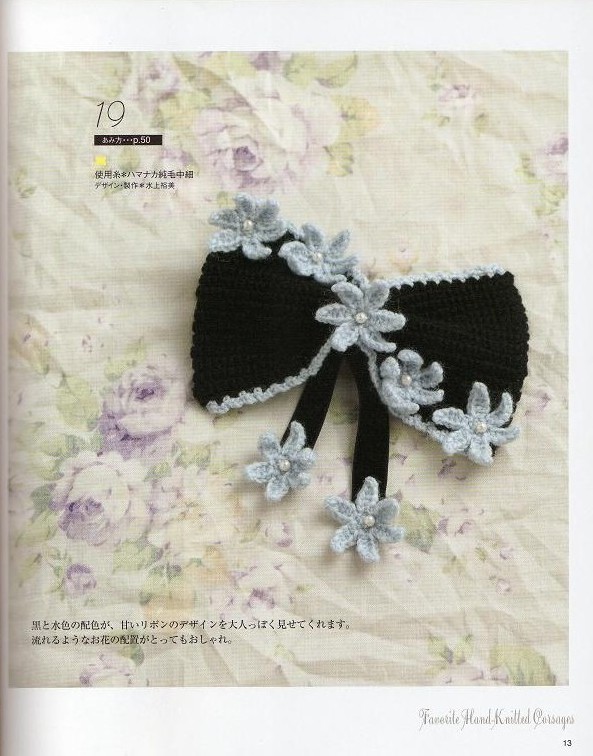 19
あみ方･･･p.50
使用糸＊ハマナカ純毛中細
デザイン･製作＊水上裕美
黒と水色の配色が、甘いリボンのデザインを大人っぽく見せてくれます。
流れるようなお花の配置がとってもおしゃれ。
Favorite Hand-Knitted Corsages
13